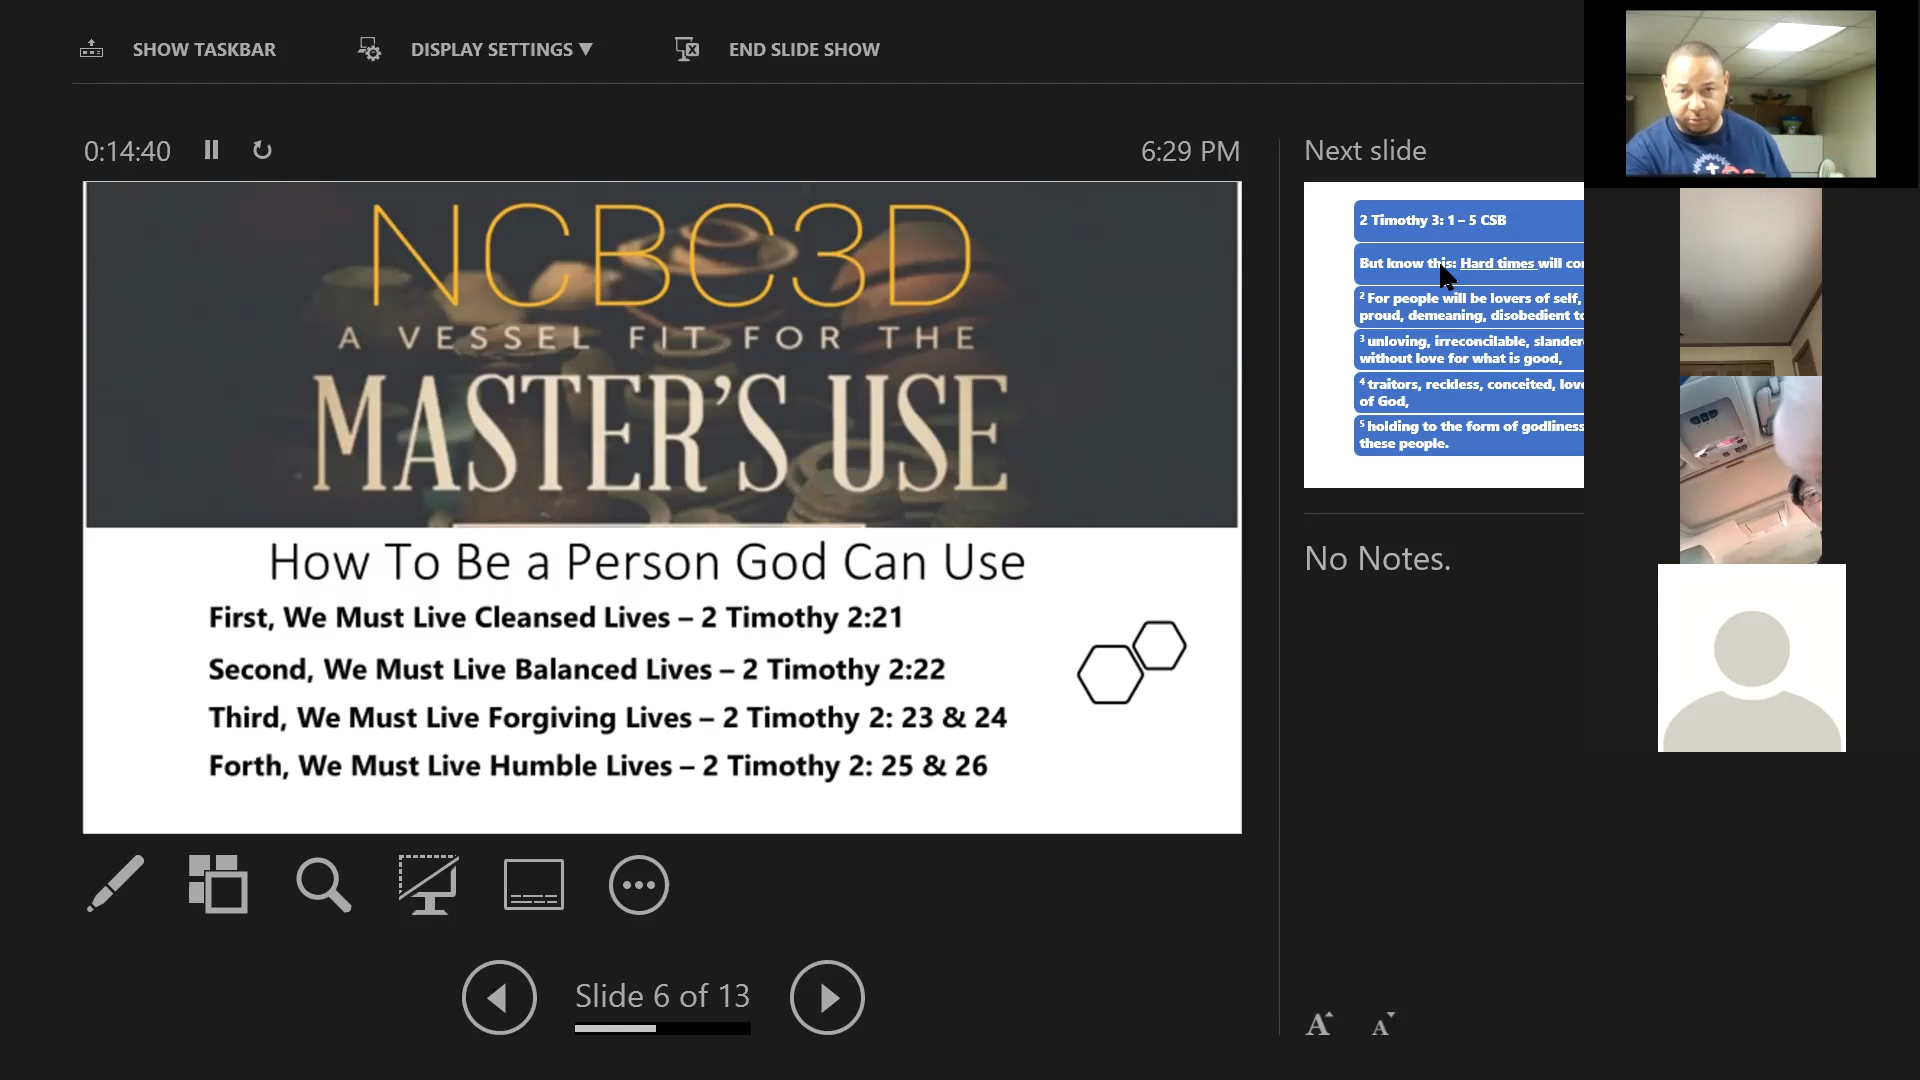 SHOW TASKBAR
DISPLAY SETTINGS ▼
END SLIDE SHOW
0:14:40
6:29 PM
NCBC3D
A VESSEL FIT FOR THE
MASTER'S USE
How To Be a Person God Can Use
First, We Must Live Cleansed Lives – 2 Timothy 2:21
Second, We Must Live Balanced Lives – 2 Timothy 2:22
Third, We Must Live Forgiving Lives – 2 Timothy 2: 23 & 24
Forth, We Must Live Humble Lives – 2 Timothy 2: 25 & 26
Slide 6 of 13
Next slide
2 Timothy 3: 1 – 5 CSB
But know this: Hard times will
2 For people will be lovers of self,
proud, demeaning, disobedient
3 unloving, irreconcilable,
without love for what is good,
4 traitors, reckless, conceited,
of God,
5 holding to the form of godliness
these people.
No Notes.
A A